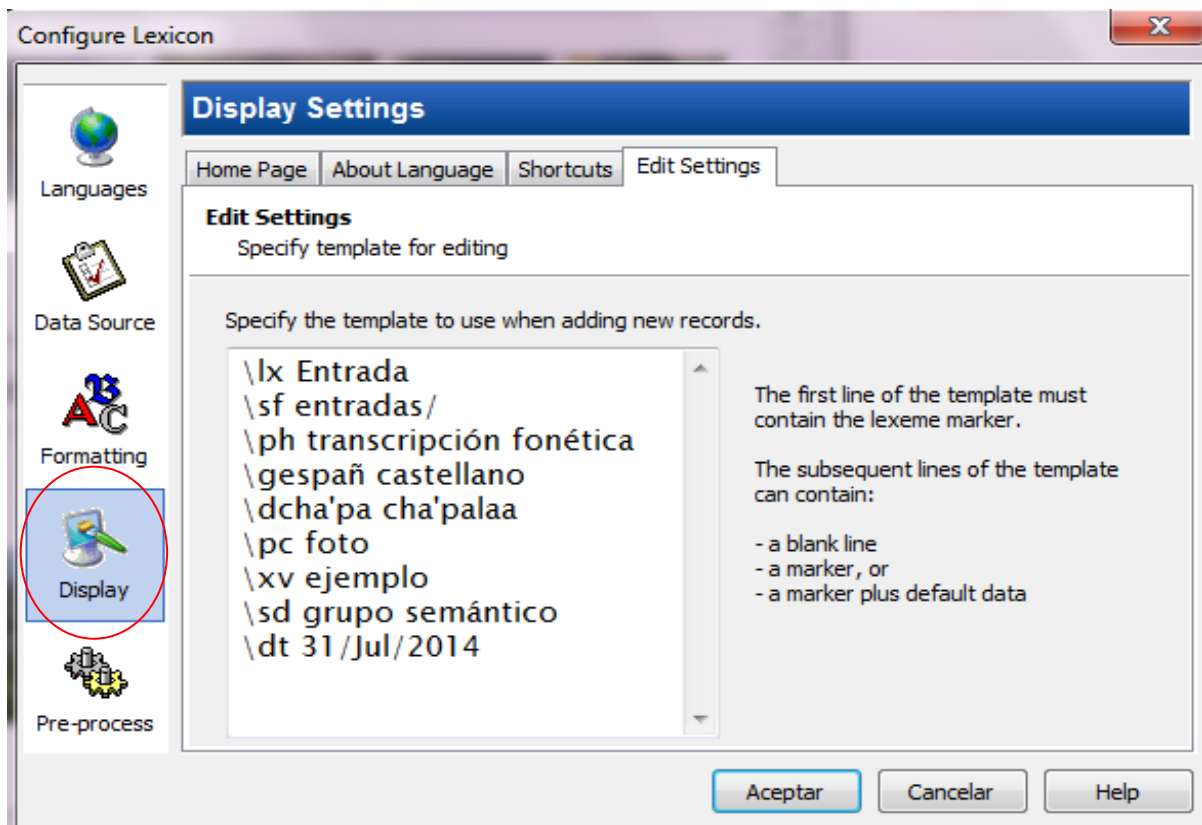 Configure Lexicon
Languages
Data Source
Formatting
Display
Pre-process
Display Settings
Home Page
About Language
Shortcuts
Edit Settings
Edit Settings
Specify template for editing
Specify the template to use when adding new records.
\lx Entrada
\sf entradas/
\ph transcripción fonética
\gespañ castellano
\dcha'pa cha'palaa
\pc foto
\xv ejemplo
\sd grupo semántico
\dt 31/Jul/2014
The first line of the template must
contain the lexeme marker.
The subsequent lines of the template
can contain:
- a blank line
- a marker, or
- a marker plus default data
Aceptar
Cancelar
Help